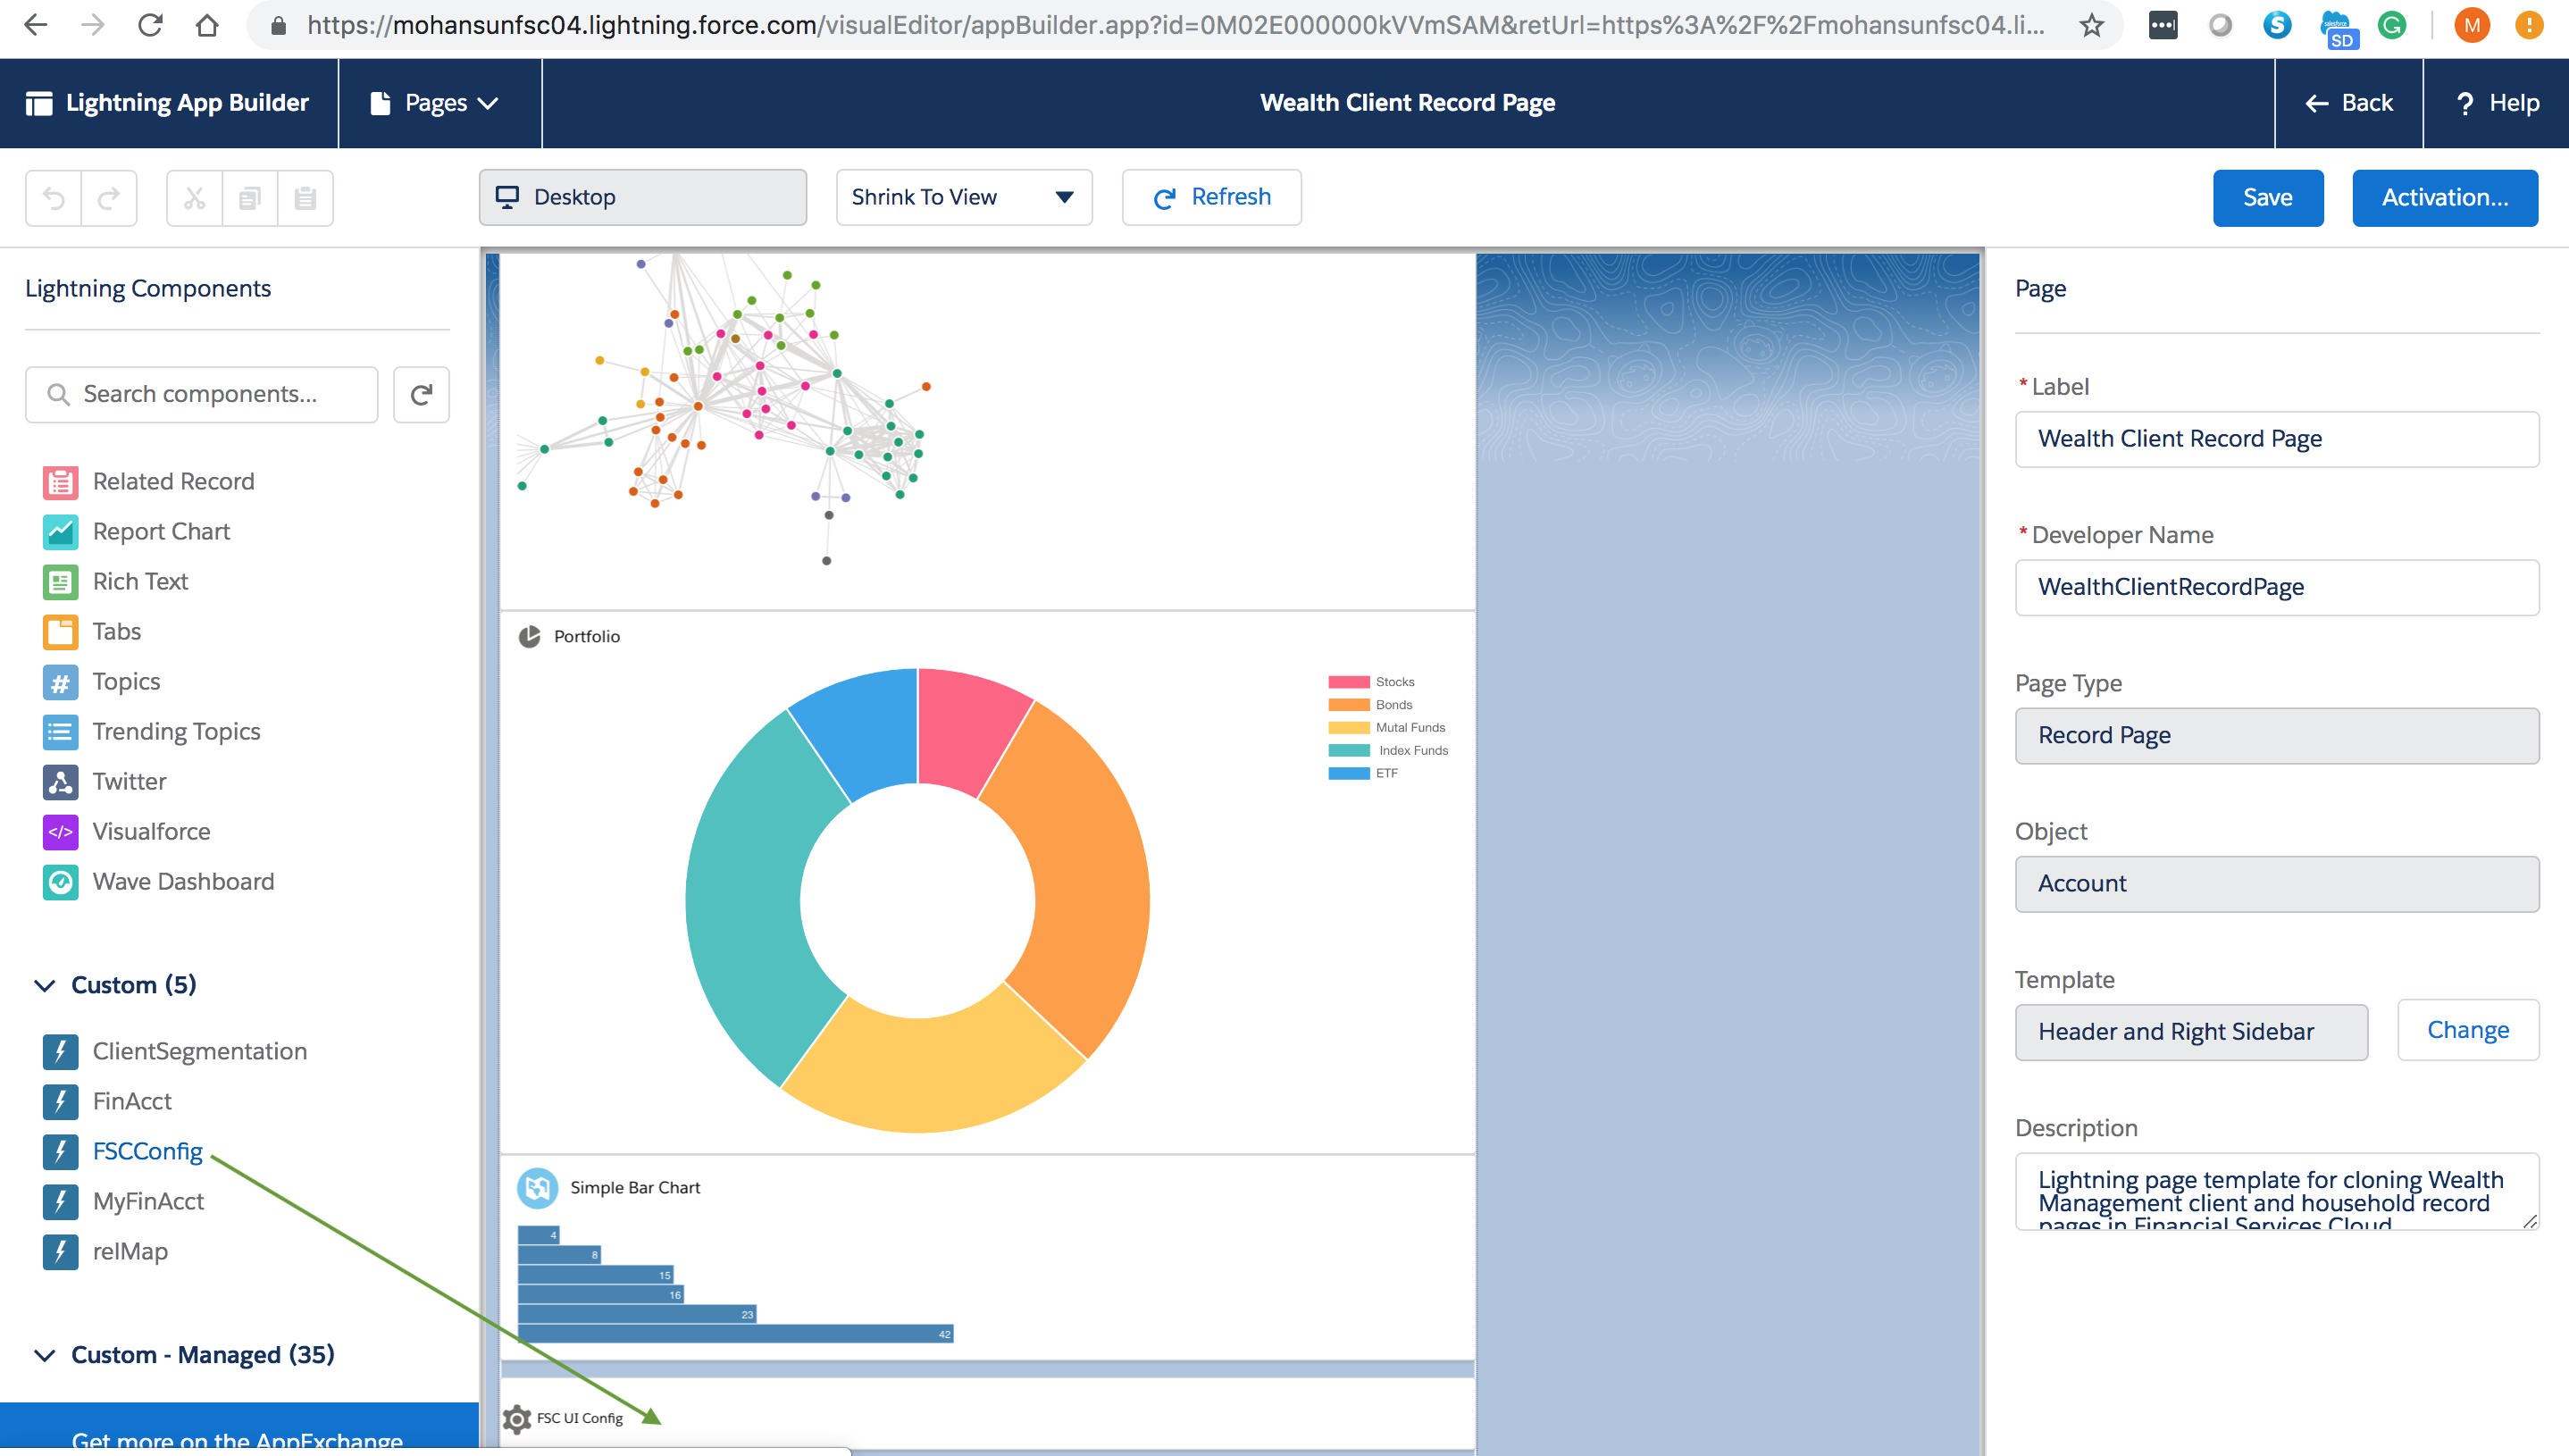 https://mohansunfsc04.lightning.force.com/visualEditor/appBuilder.app?id=0M02E000000kVVmSAM&retUrl=https%3A%2F%2Fmohansunfsc04.li...
S
salesforce
SD
G
M
Lightning App Builder
Pages
Wealth Client Record Page
Back
? Help
Desktop
Shrink To View
Refresh
Save
Activation...
Lightning Components
Search components...
Related Record
Report Chart
Rich Text
Tabs
# Topics
Trending Topics
Twitter
</> Visualforce
Wave Dashboard
Custom (5)
ClientSegmentation
FinAcct
FSCConfig
MyFinAcct
relMap
Custom - Managed (35)
Get more on the AppExchange
Portfolio
Stocks
Bonds
Mutal Funds
Index Funds
ETF
Simple Bar Chart
4
8
15
16
23
42
FSC UI Config
Page
* Label
Wealth Client Record Page
* Developer Name
WealthClientRecordPage
Page Type
Record Page
Object
Account
Template
Header and Right Sidebar
Change
Description
Lightning page template for cloning Wealth
Management client and household record
pages in Financial Services Cloud